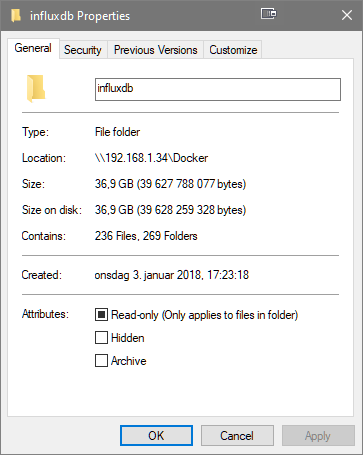 influxdb Properties
General Security Previous Versions Customize
influxdb
Type: File folder
Location: \\192.168.1.34\Docker
Size: 36,9 GB (39 627 788 077 bytes)
Size on disk: 36,9 GB (39 628 259 328 bytes)
Contains: 236 Files, 269 Folders
Created: onsdag 3. januar 2018, 17:23:18
Attributes: Read-only (Only applies to files in folder)
Hidden
Archive
OK Cancel Apply